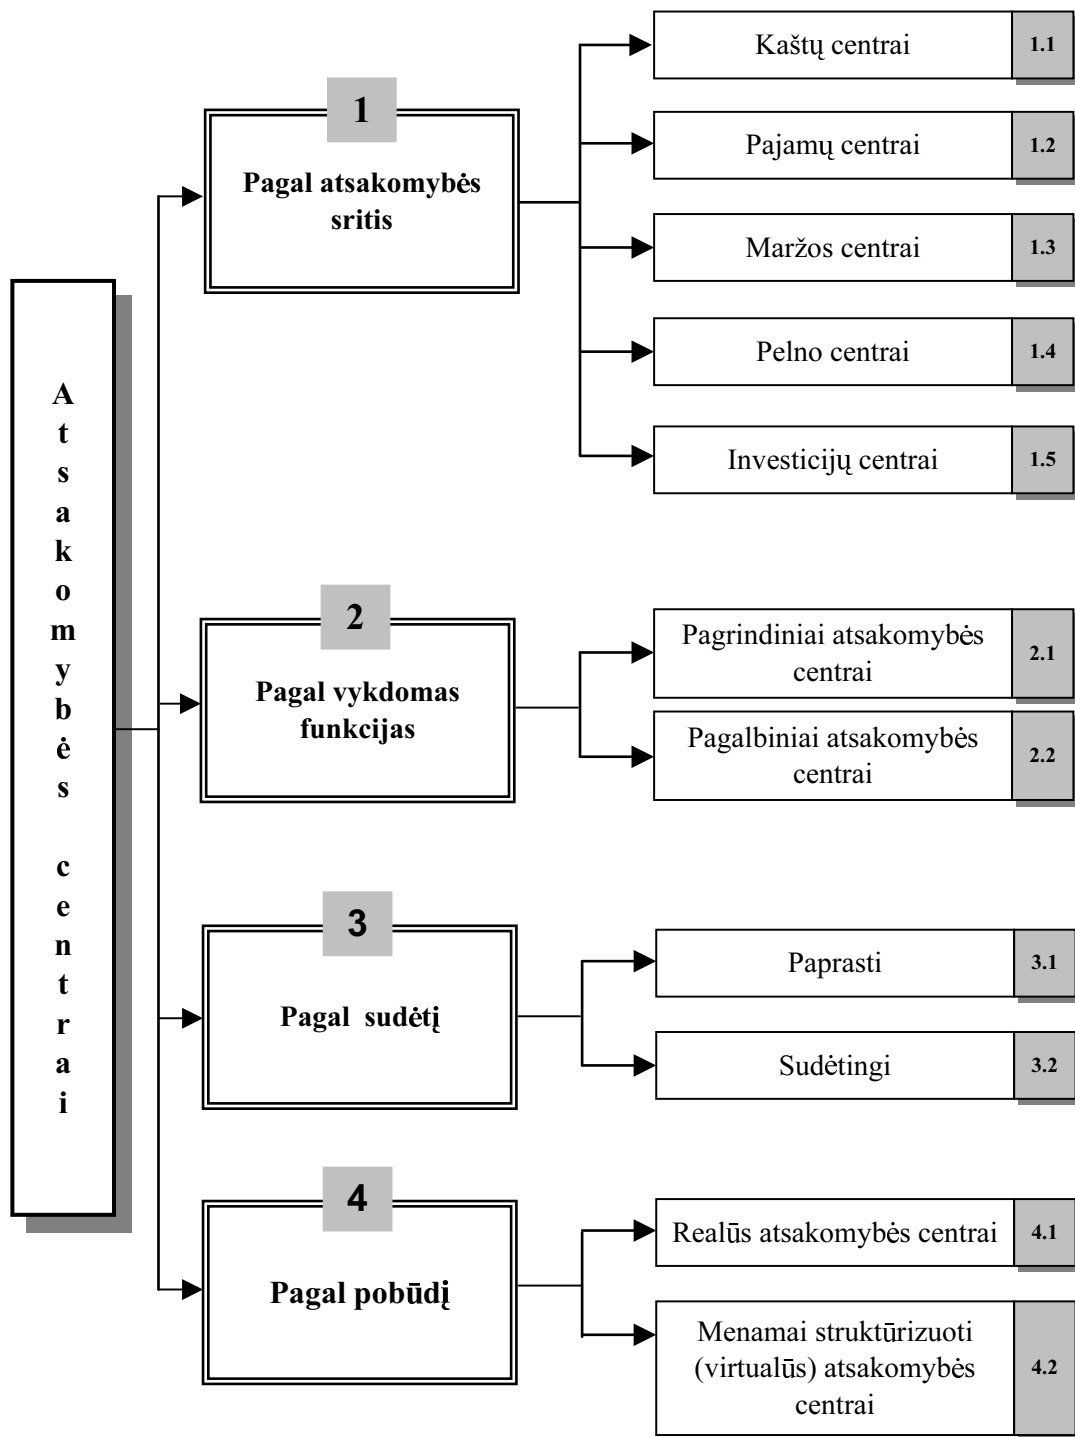 Atsakomybės centrai
1
Pagal atsakomybės
sritis
Kaštų centrai 1.1
Pajamų centrai 1.2
Maržos centrai 1.3
Pelno centrai 1.4
Investicijų centrai 1.5
2
Pagal vykdomas
funkcijas
Pagrindiniai atsakomybės
centrai
2.1
Pagalbiniai atsakomybės
centrai
2.2
3
Pagal sudėtį
Paprasti 3.1
Sudėtingi 3.2
4
Pagal pobūdį
Realūs atsakomybės centrai 4.1
Menamai struktūrizuoti
(virtualūs) atsakomybės
centrai
4.2